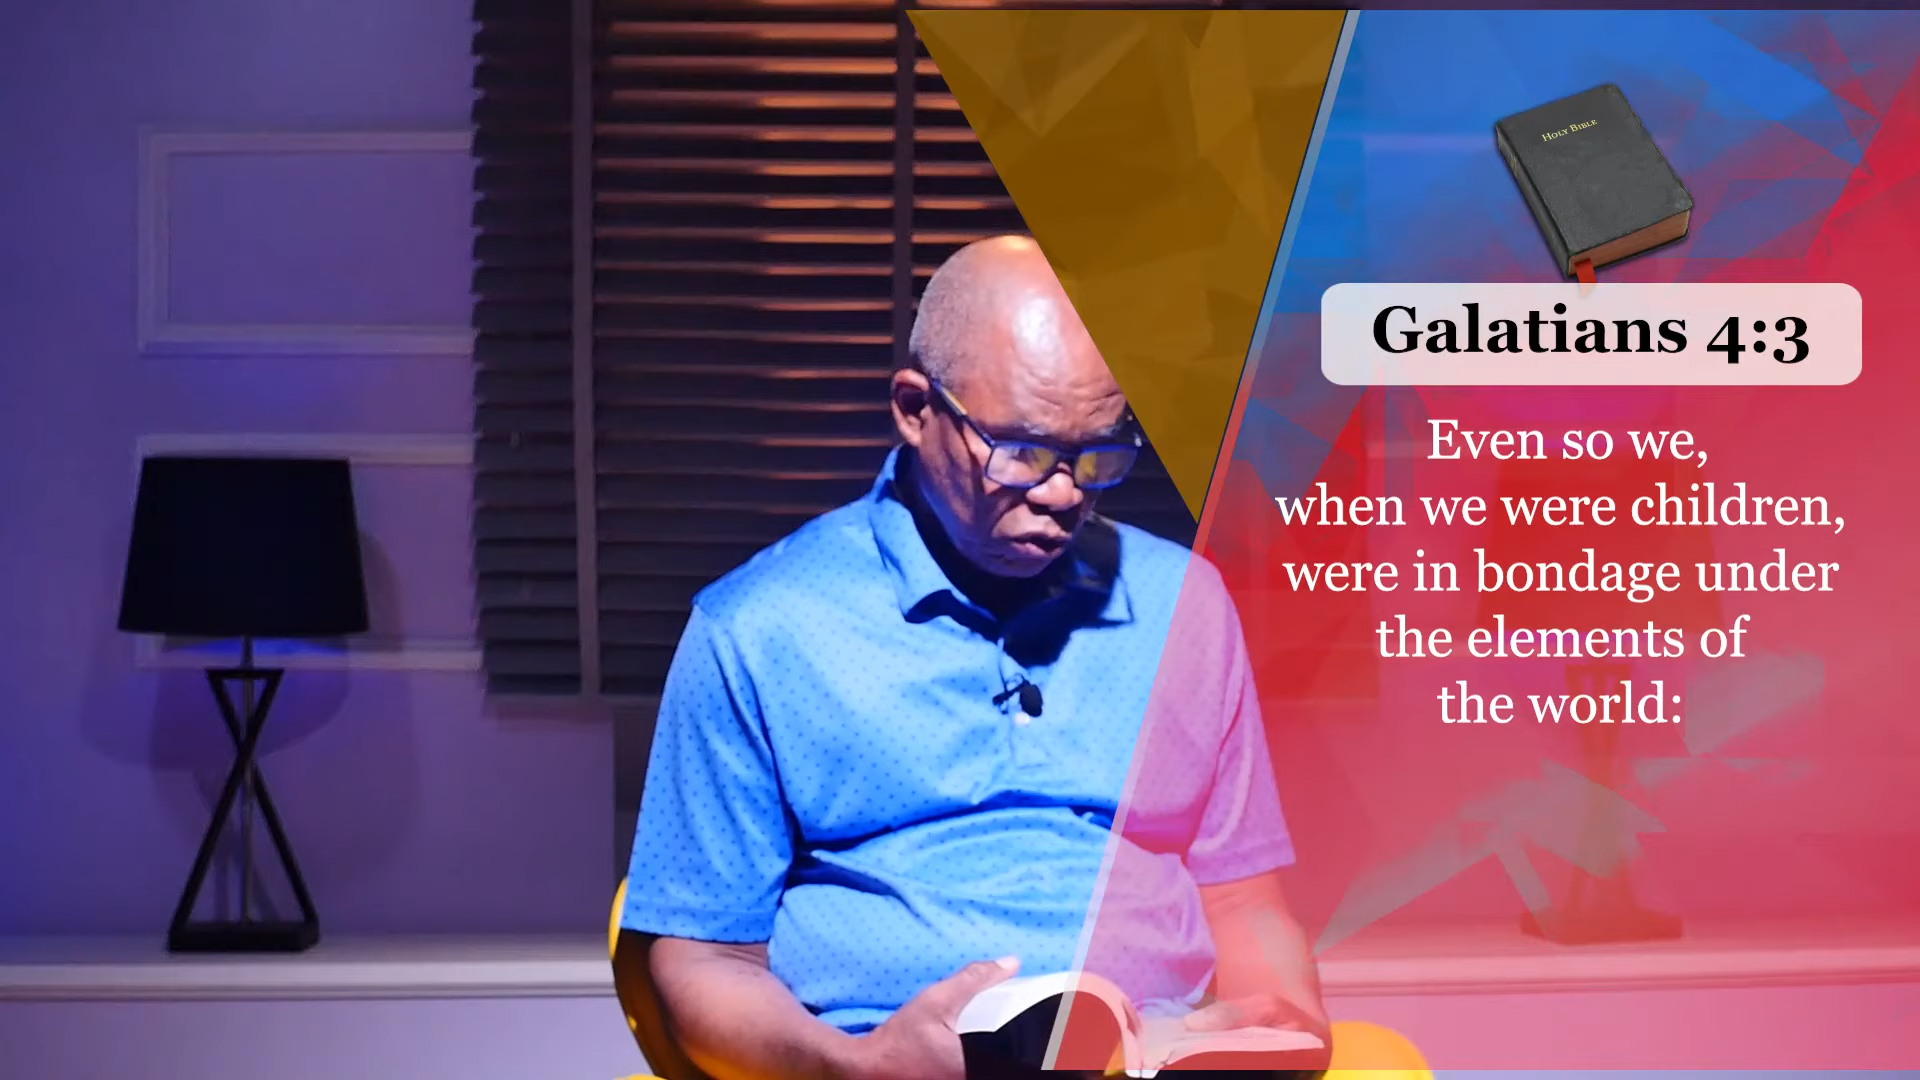 HOLY BIBLE
Galatians 4:3
Even so we,
when we were children,
were in bondage under
the elements of
the world: